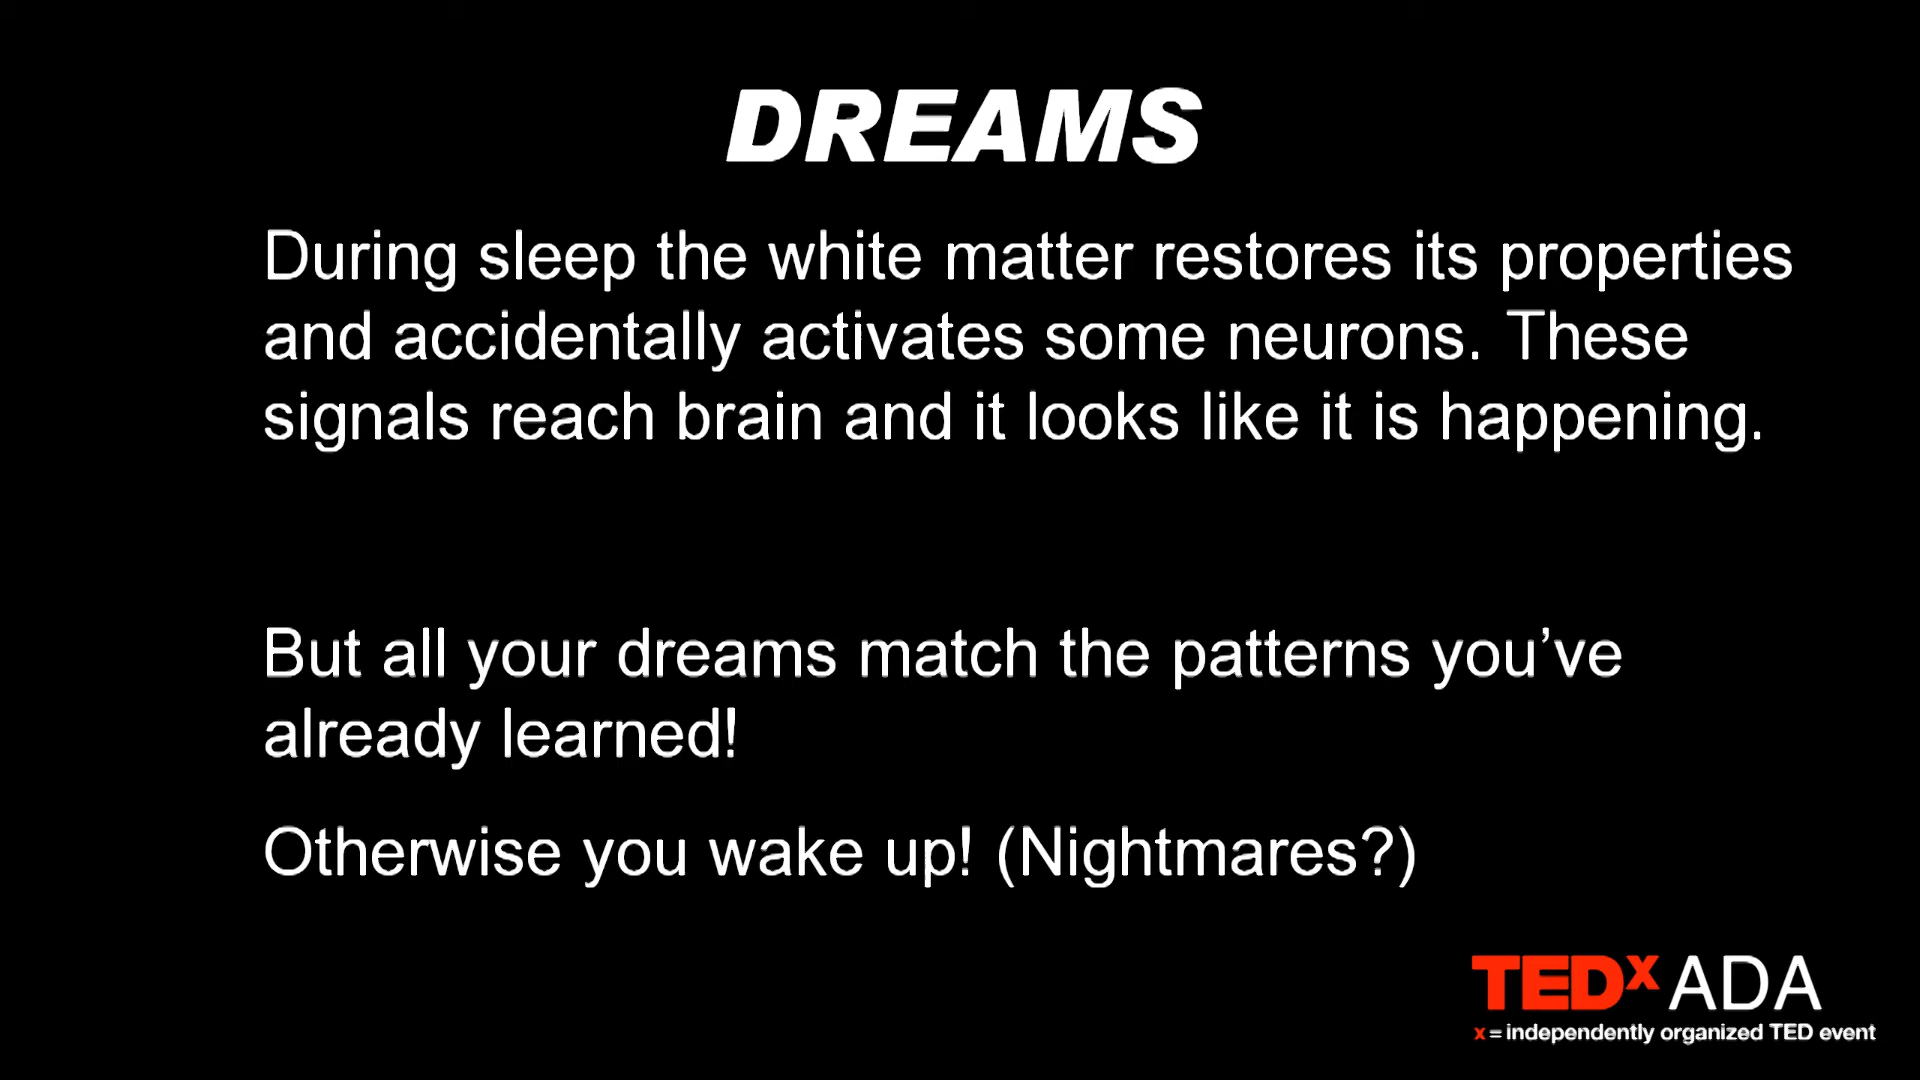 DREAMS
During sleep the white matter restores its properties
and accidentally activates some neurons. These
signals reach brain and it looks like it is happening.
But all your dreams match the patterns you’ve
already learned!
Otherwise you wake up! (Nightmares?)
TEDx ADA
x = independently organized TED event